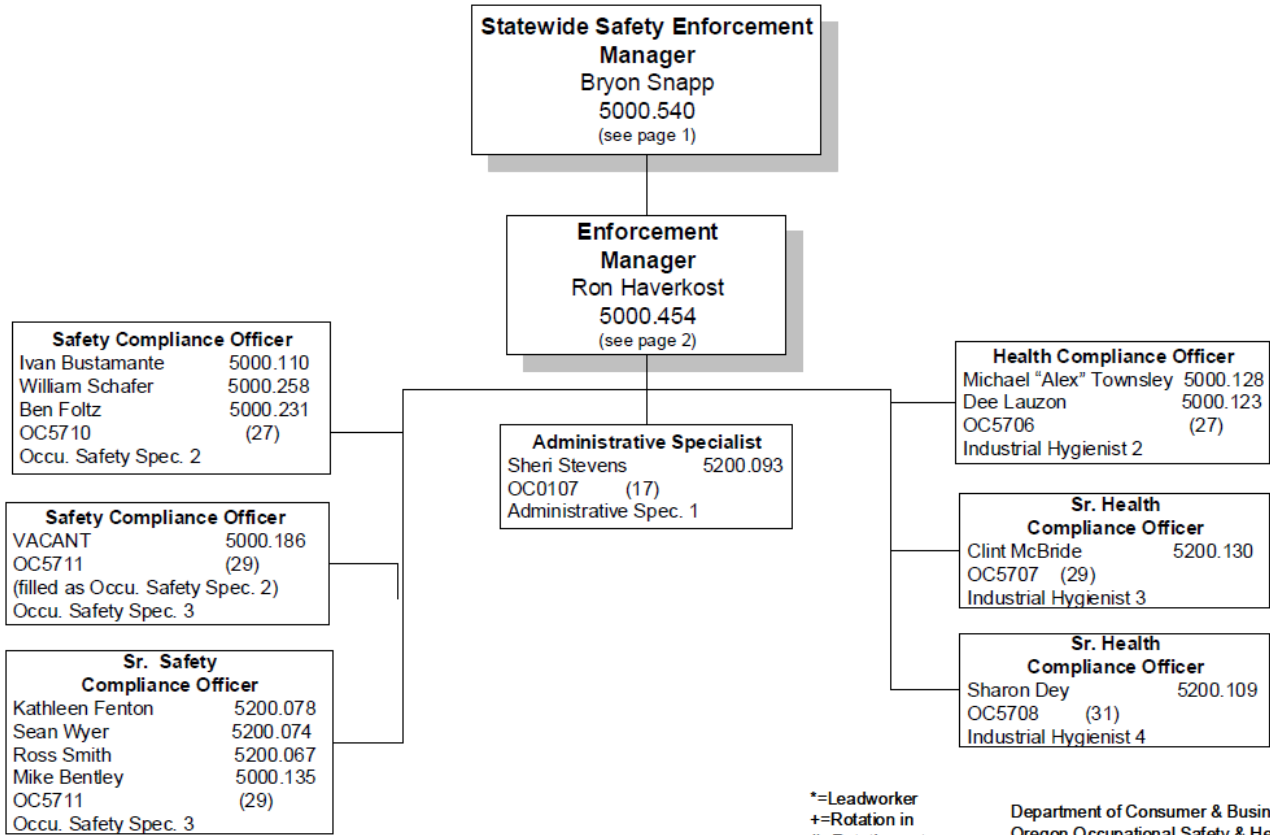 Statewide Safety Enforcement
Manager
Bryon Snapp
5000.540
(see page 1)
Enforcement
Manager
Ron Haverkost
5000.454
(see page 2)
Safety Compliance Officer
Ivan Bustamante 5000.110
William Schafer 5000.258
Ben Foltz 5000.231
OC5710 (27)
Occu. Safety Spec. 2
Safety Compliance Officer
VACANT 5000.186
OC5711 (29)
(filled as Occu. Safety Spec. 2)
Occu. Safety Spec. 3
Sr. Safety
Compliance Officer
Kathleen Fenton 5200.078
Sean Wyer 5200.074
Ross Smith 5200.067
Mike Bentley 5000.135
OC5711 (29)
Occu. Safety Spec. 3
Administrative Specialist
Sheri Stevens 5200.093
OC0107 (17)
Administrative Spec. 1
Health Compliance Officer
Michael “Alex” Townsley 5000.128
Dee Lauzon 5000.123
OC5706 (27)
Industrial Hygienist 2
Sr. Health
Compliance Officer
Clint McBride 5200.130
OC5707 (29)
Industrial Hygienist 3
Sr. Health
Compliance Officer
Sharon Dey 5200.109
OC5708 (31)
Industrial Hygienist 4
*=Leadworker
+=Rotation in
Department of Consumer & Busin
Oregon Occupational Safety & He